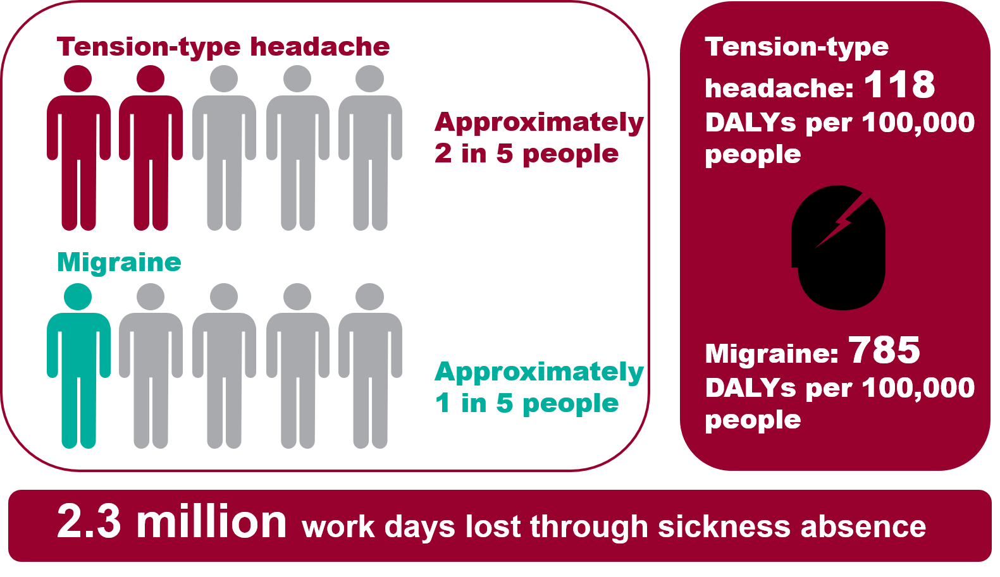 Tension-type headache
Approximately
2 in 5 people
Migraine
Approximately
1 in 5 people
Tension-type
headache: 118
DALYs per 100,000
people
Migraine: 785
DALYs per 100,000
people
2.3 million work days lost through sickness absence